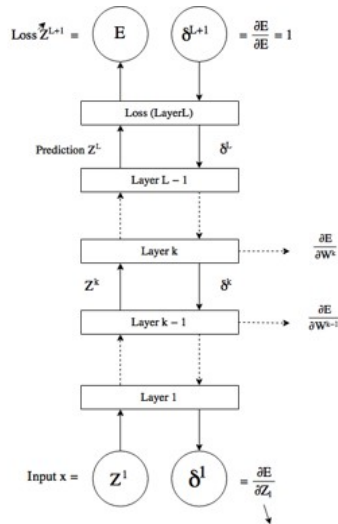 Loss Z^{L+1} = E δ^{L+1} = ∂E/∂E = 1
Loss (LayerL)
Prediction Z^L δ^L
Layer L − 1
Layer k ∂E/∂W^k
Z^k δ^k
Layer k − 1 ∂E/∂W^{k−1}
Layer 1
Input x = Z^1 δ^1 = ∂E/∂Z_1